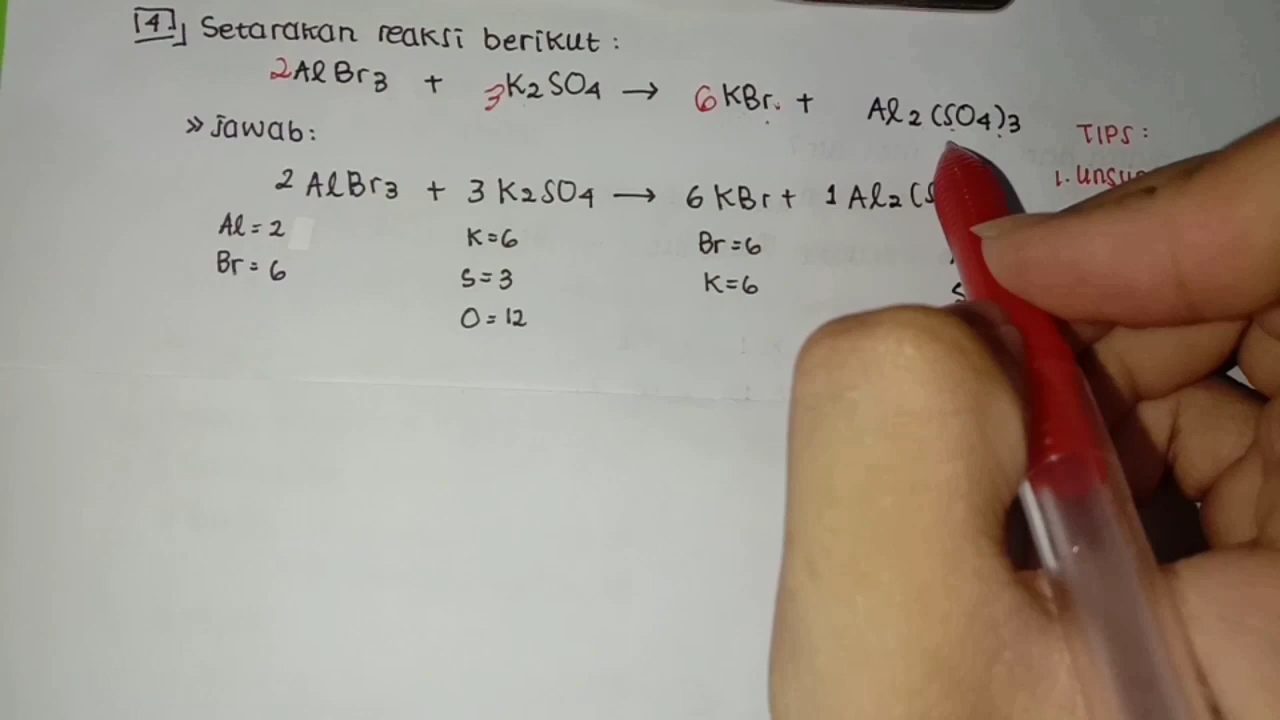 [4] Setarakan reaksi berikut :
2AlBr3 + 3K2SO4 → 6KBr + Al2(SO4)3
» Jawab:
TIPS :
2 AlBr3 + 3 K2SO4 → 6 KBr + 1 Al2(S
1.
Al = 2
K=6
Br=6
Br= 6
S=3
K=6
O=12